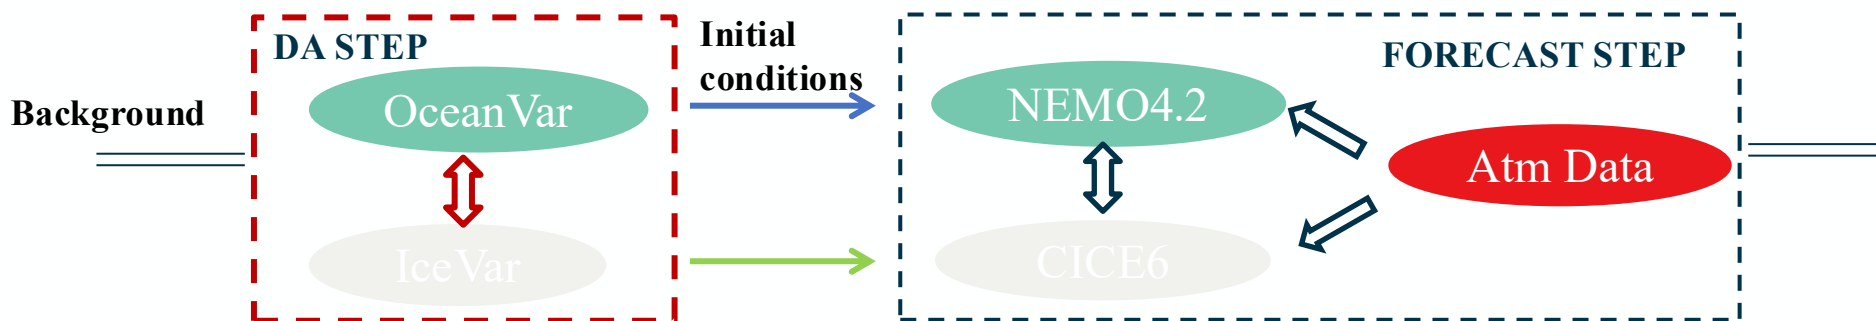 Background
DA STEP
OceanVar
IceVar
Initial
conditions
FORECAST STEP
NEMO4.2
CICE6
Atm Data